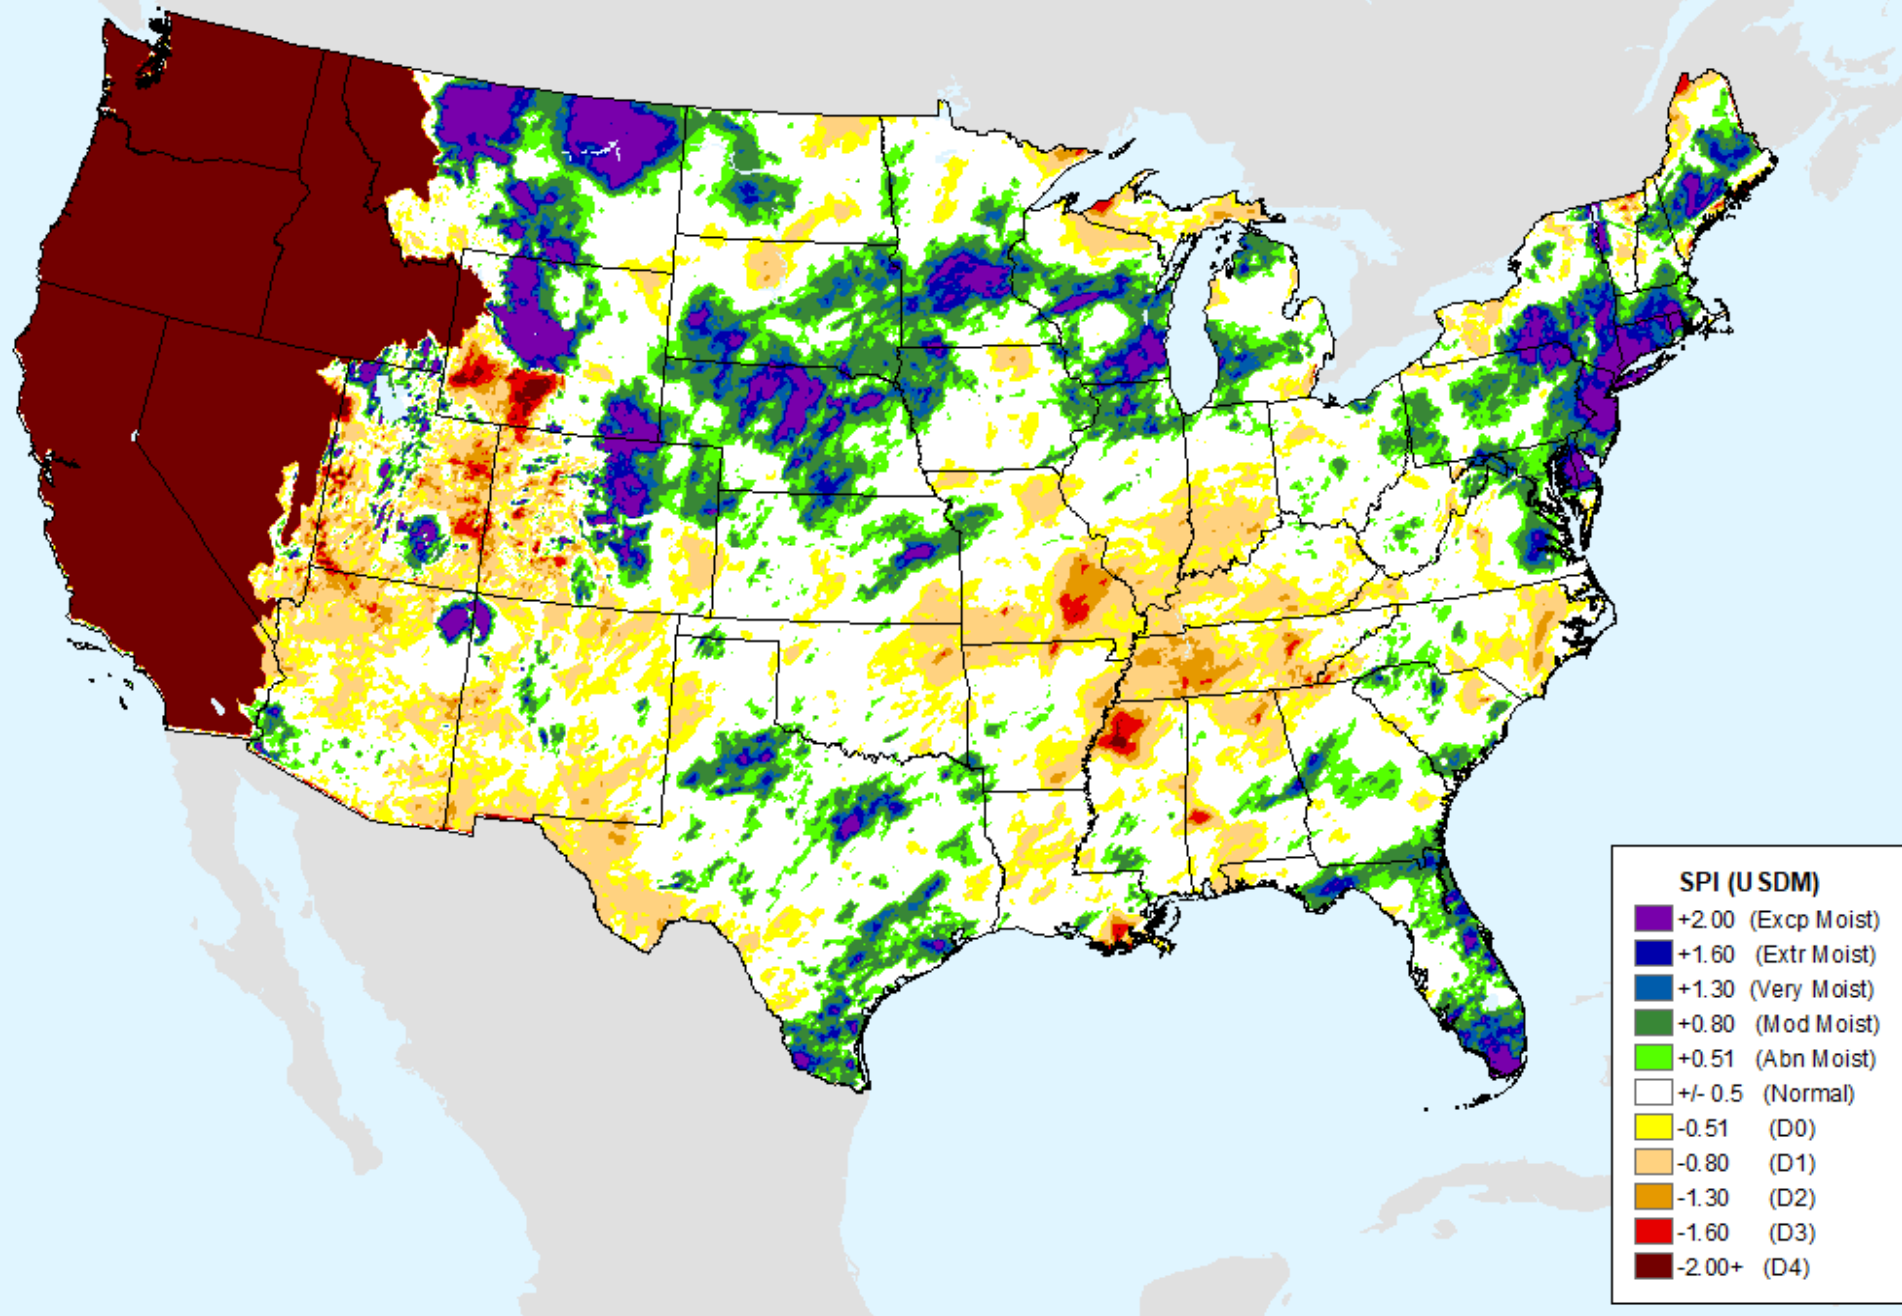 SPI (USDM)
+2.00 (Excp Moist)
+1.60 (Extr Moist)
+1.30 (Very Moist)
+0.80 (Mod Moist)
+0.51 (Abn Moist)
+/- 0.5 (Normal)
-0.51 (D0)
-0.80 (D1)
-1.30 (D2)
-1.60 (D3)
-2.00+ (D4)